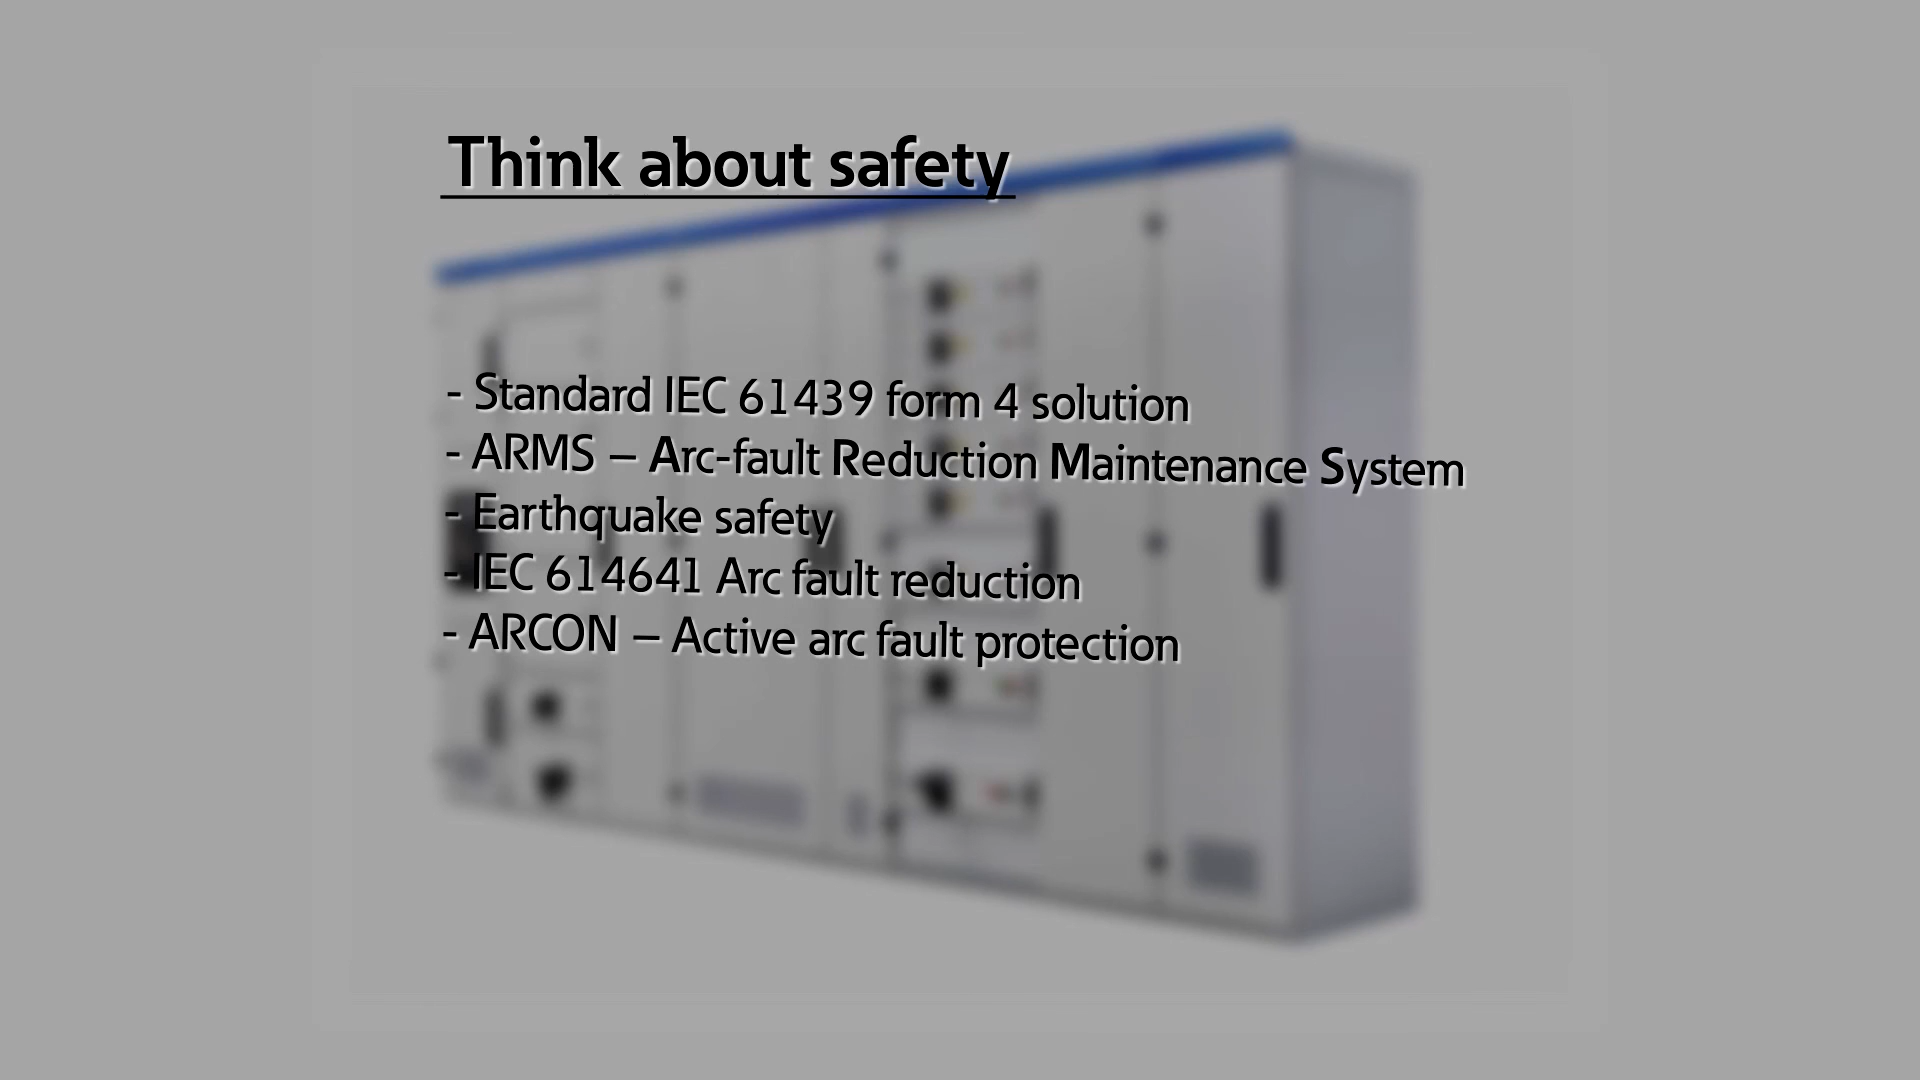 Think about safety
- Standard IEC 61439 form 4 solution
- ARMS – Arc-fault Reduction Maintenance System
- Earthquake safety
- IEC 614641 Arc fault reduction
- ARCON – Active arc fault protection